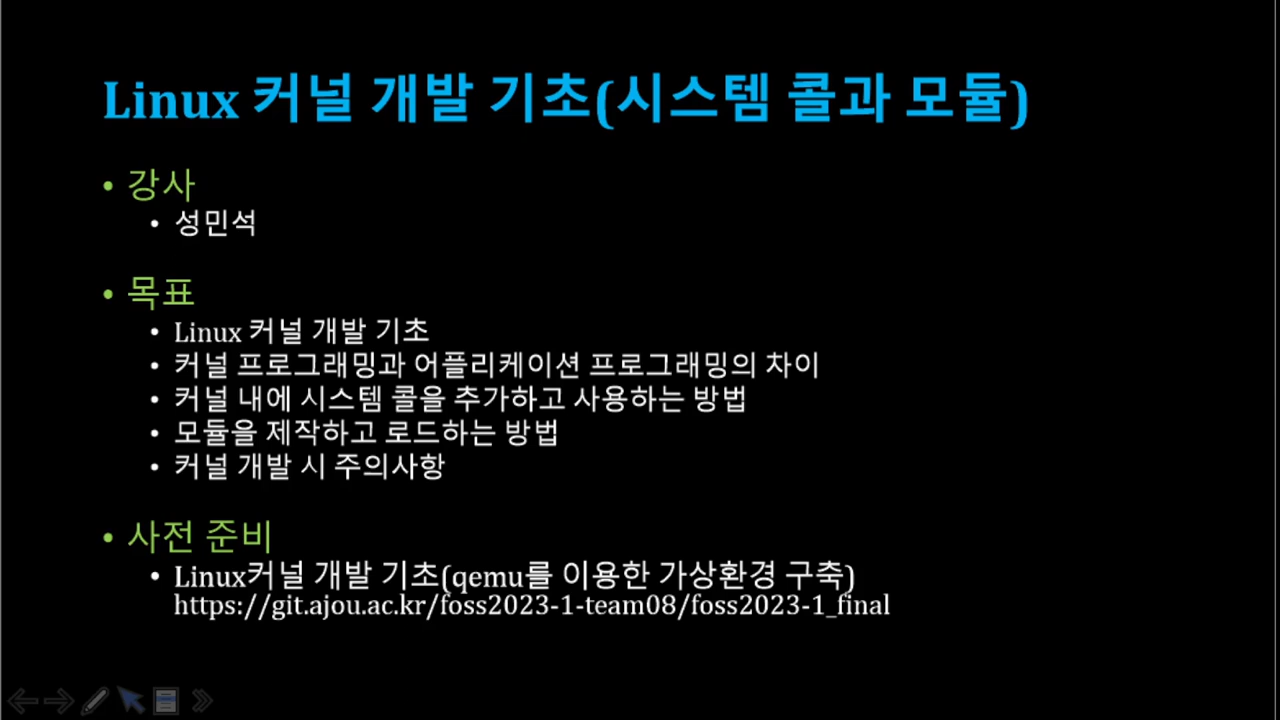 Linux 커널 개발 기초(시스템 콜과 모듈)
• 강사
• 성민석
• 목표
• Linux 커널 개발 기초
• 커널 프로그래밍과 어플리케이션 프로그래밍의 차이
• 커널 내에 시스템 콜을 추가하고 사용하는 방법
• 모듈을 제작하고 로드하는 방법
• 커널 개발 시 주의사항
• 사전 준비
• Linux커널 개발 기초(qemu를 이용한 가상환경 구축)
https://git.ajou.ac.kr/foss2023-1-team08/foss2023-1_final